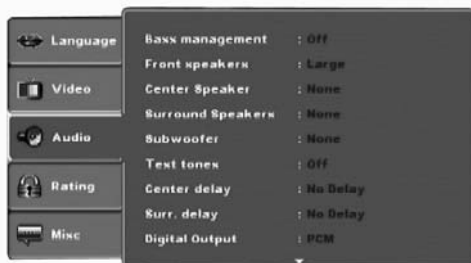 Language
Video
Audio
Rating
Misc
Bass management : Off
Front speakers : Large
Center Speaker : None
Surround Speakers : None
Subwoofer : None
Test tones : Off
Center delay : No Delay
Surr. delay : No Delay
Digital Output : PCM